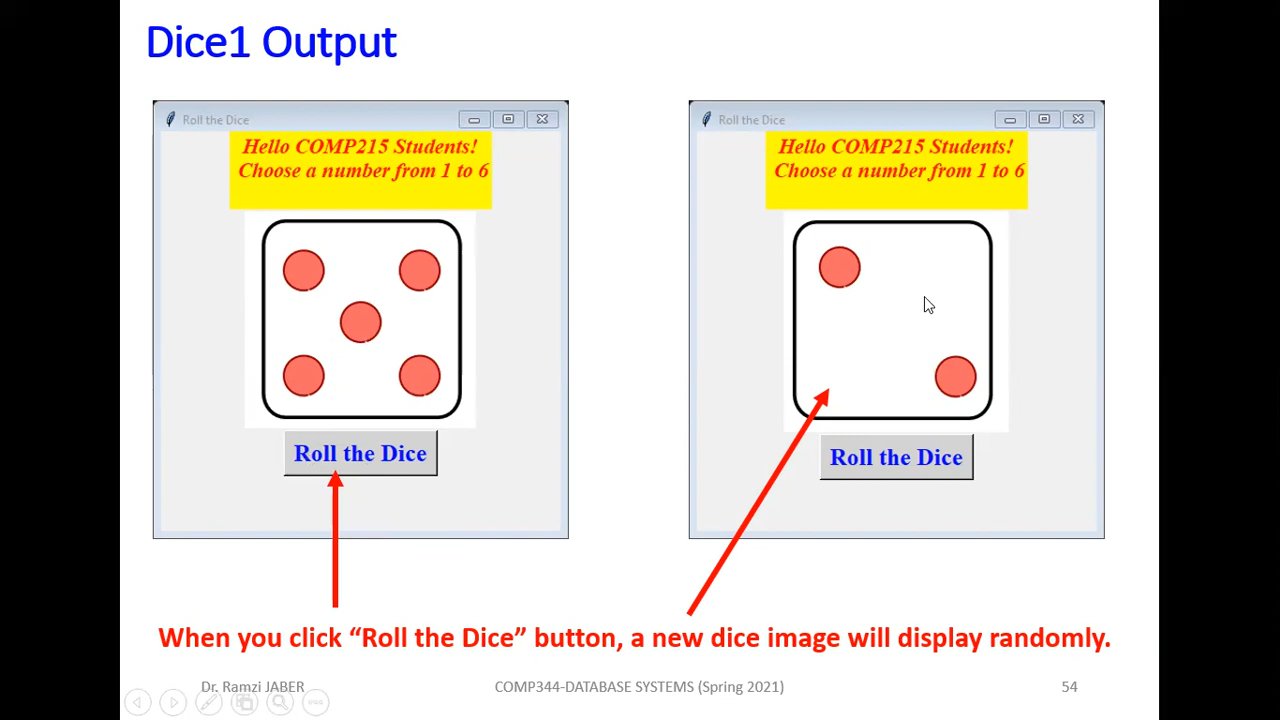 Dice1 Output
Roll the Dice
Hello COMP215 Students!
Choose a number from 1 to 6
Roll the Dice
Roll the Dice
Hello COMP215 Students!
Choose a number from 1 to 6
Roll the Dice
When you click “Roll the Dice” button, a new dice image will display randomly.
Dr. Ramzi JABER
COMP344-DATABASE SYSTEMS (Spring 2021)
54